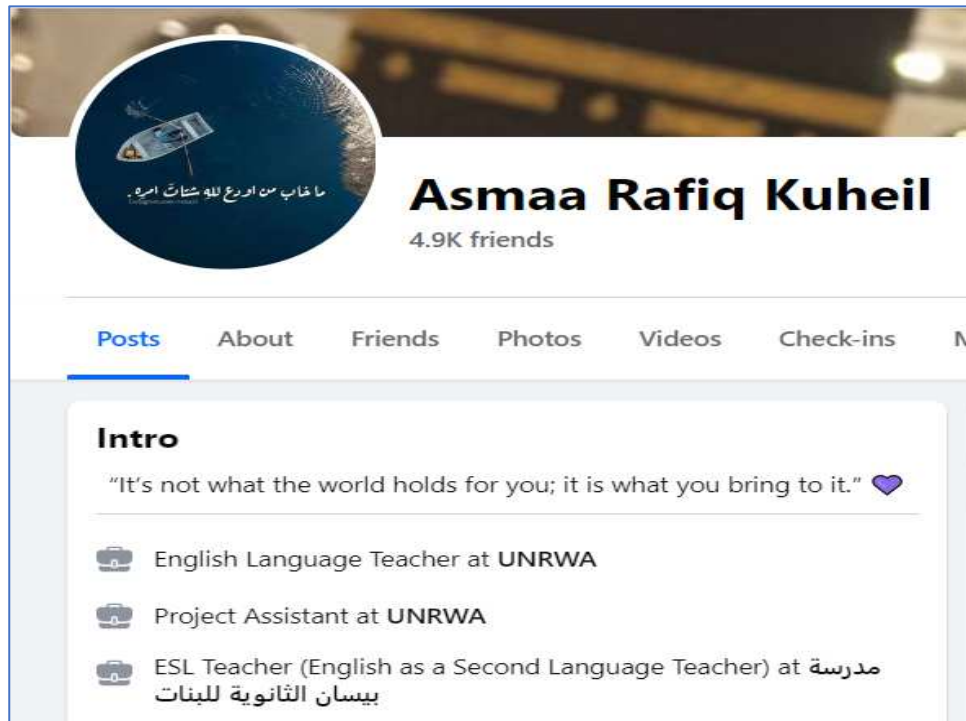 ما خاب من اودع للهِ شتاتَ امرِه .
Asmaa Rafiq Kuheil
4.9K friends
Posts About Friends Photos Videos Check-ins M
Intro
“It's not what the world holds for you; it is what you bring to it.” 💜
English Language Teacher at UNRWA
Project Assistant at UNRWA
ESL Teacher (English as a Second Language Teacher) at مدرسة
بيسان الثانوية للبنات